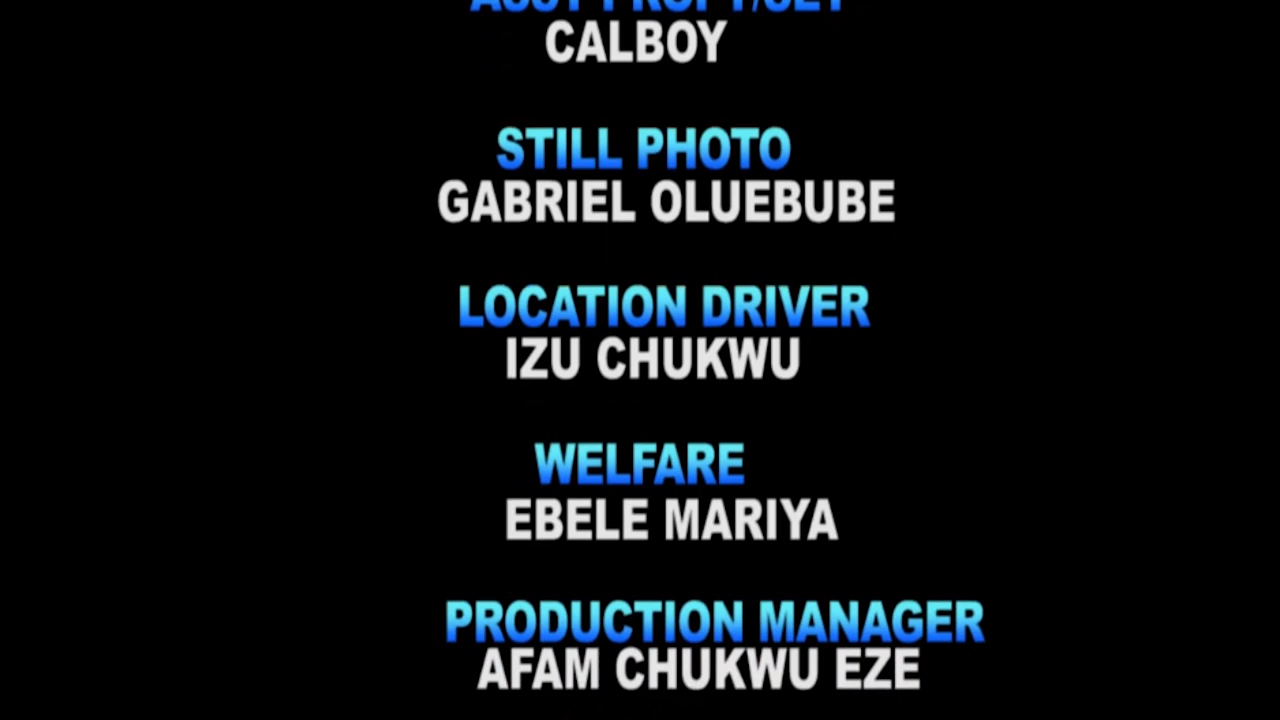 CALBOY
STILL PHOTO
GABRIEL OLUEBUBE
LOCATION DRIVER
IZU CHUKWU
WELFARE
EBELE MARIYA
PRODUCTION MANAGER
AFAM CHUKWU EZE